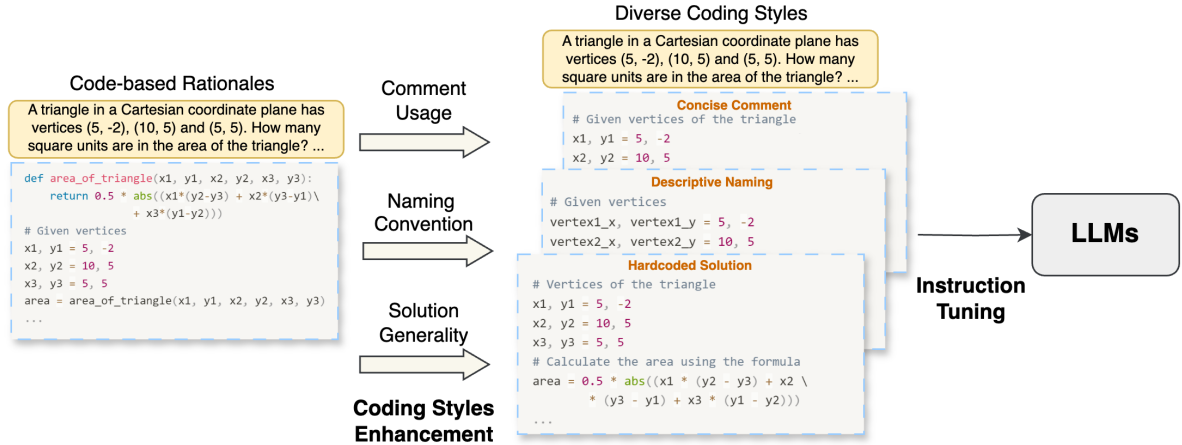 Code-based Rationales
A triangle in a Cartesian coordinate plane has
vertices (5, -2), (10, 5) and (5, 5). How many
square units are in the area of the triangle? ...
def area_of_triangle(x1, y1, x2, y2, x3, y3):
    return 0.5 * abs((x1*(y2-y3) + x2*(y3-y1)\
                + x3*(y1-y2)))
# Given vertices
x1, y1 = 5, -2
x2, y2 = 10, 5
x3, y3 = 5, 5
area = area_of_triangle(x1, y1, x2, y2, x3, y3)
...
Comment
Usage
Naming
Convention
Solution
Generality
Coding Styles
Enhancement
Diverse Coding Styles
A triangle in a Cartesian coordinate plane has
vertices (5, -2), (10, 5) and (5, 5). How many
square units are in the area of the triangle? ...
Concise Comment
# Given vertices of the triangle
x1, y1 = 5, -2
x2, y2 = 10, 5
Descriptive Naming
# Given vertices
vertex1_x, vertex1_y = 5, -2
vertex2_x, vertex2_y = 10, 5
Hardcoded Solution
# Vertices of the triangle
x1, y1 = 5, -2
x2, y2 = 10, 5
x3, y3 = 5, 5
# Calculate the area using the formula
area = 0.5 * abs((x1 * (y2 - y3) + x2 \
        * (y3 - y1) + x3 * (y1 - y2)))
...
Instruction
Tuning
LLMs